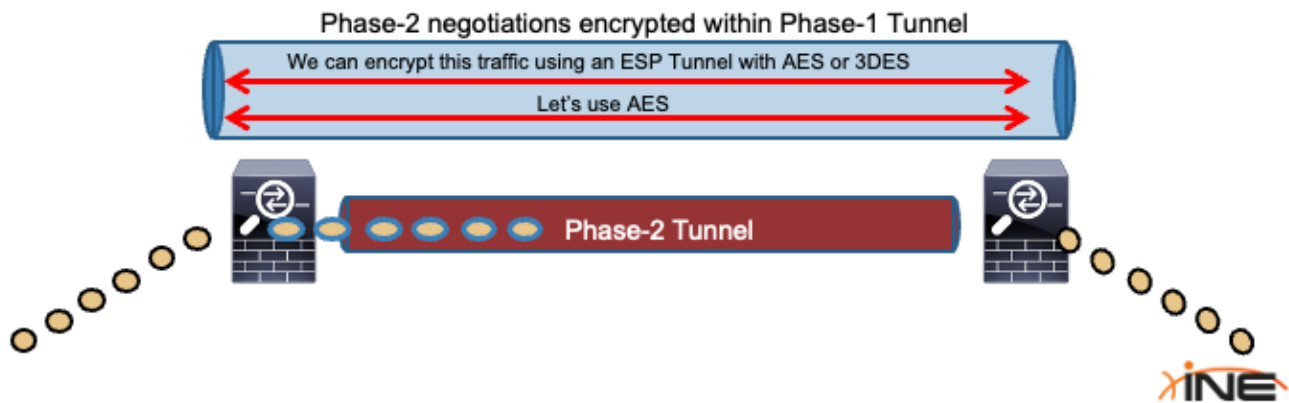 Phase-2 negotiations encrypted within Phase-1 Tunnel
We can encrypt this traffic using an ESP Tunnel with AES or 3DES
Let's use AES
Phase-2 Tunnel
INE